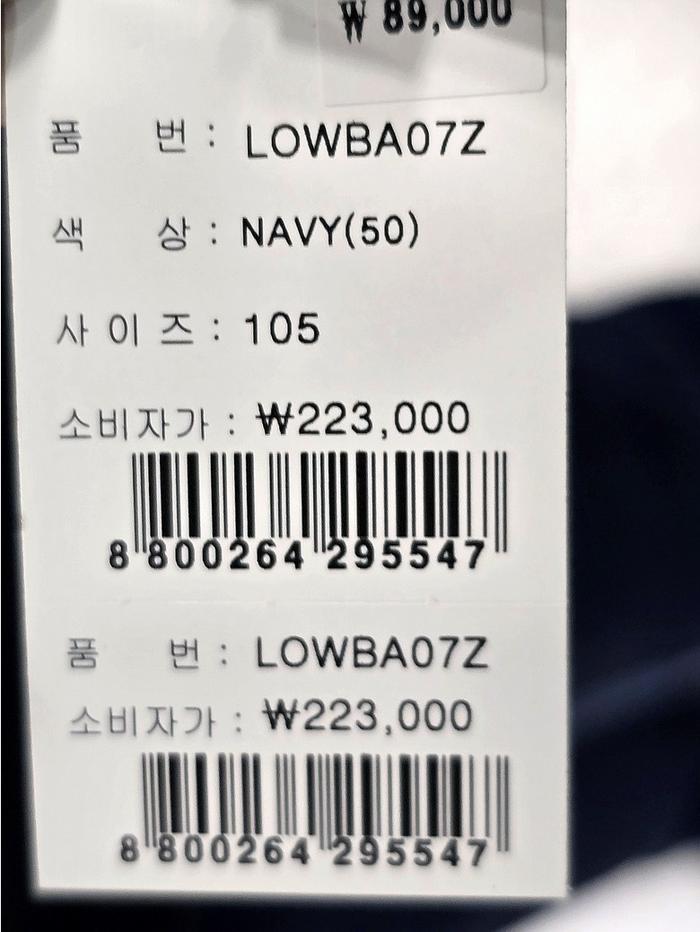 ₩ 89,000
품 번 : LOWBA07Z
색 상 : NAVY(50)
사 이 즈 : 105
소비자가 : ₩223,000
8 800264 295547
품 번 : LOWBA07Z
소비자가 : ₩223,000
8 800264 295547